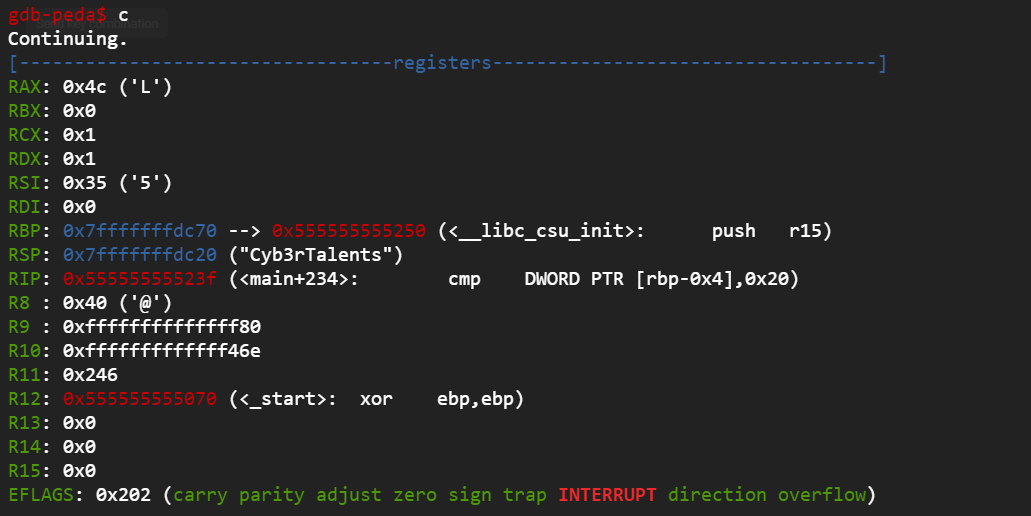 gdb-peda$ c
Continuing.
[----------------------------------registers-----------------------------------]
RAX: 0x4c ('L')
RBX: 0x0
RCX: 0x1
RDX: 0x1
RSI: 0x35 ('5')
RDI: 0x0
RBP: 0x7fffffffdc70 --> 0x555555555250 (<__libc_csu_init>:      push   r15)
RSP: 0x7fffffffdc20 ("Cyb3rTalents")
RIP: 0x55555555523f (<main+234>:        cmp    DWORD PTR [rbp-0x4],0x20)
R8 : 0x40 ('@')
R9 : 0xffffffffffffff80
R10: 0xfffffffffffff46e
R11: 0x246
R12: 0x555555555070 (<_start>:  xor    ebp,ebp)
R13: 0x0
R14: 0x0
R15: 0x0
EFLAGS: 0x202 (carry parity adjust zero sign trap INTERRUPT direction overflow)